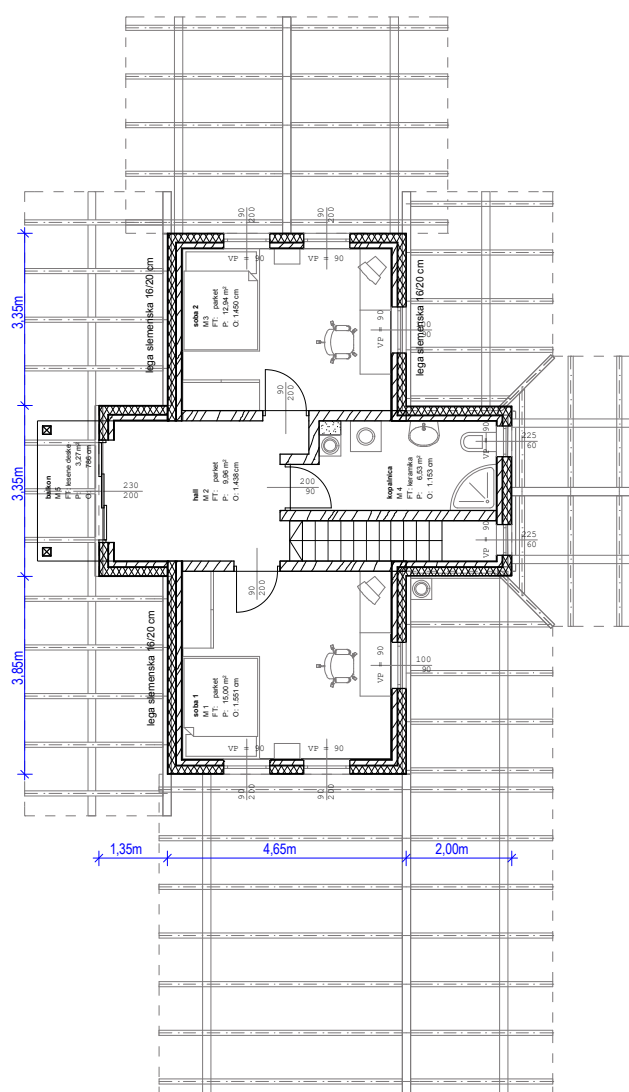 90
200
90
200
VP = 90
VP = 90
lega slemenska 16/20 cm
soba 2
M 3
FT: parket
P: 12.94 m²
O: 1.450 cm
VP = 90
100
90
lega slemenska 16/20 cm
3,35m
90
200
balkon
M 5
FT: lesene deske
P: 3,27 m²
O: 786 cm
230
200
hall
M 2
FT: parket
P: 9.96 m²
O: 1.438 cm
200
90
kopalnica
M 4
FT: keramika
P: 6.53 m²
O: 1.153 cm
VP = 90
225
60
3,35m
VP = 90
225
60
90
200
lega slemenska 16/20 cm
soba 1
M 1
FT: parket
P: 15.00 m²
O: 1.551 cm
VP = 90
100
90
3,85m
VP = 90
VP = 90
90
200
90
200
1,35m
4,65m
2,00m